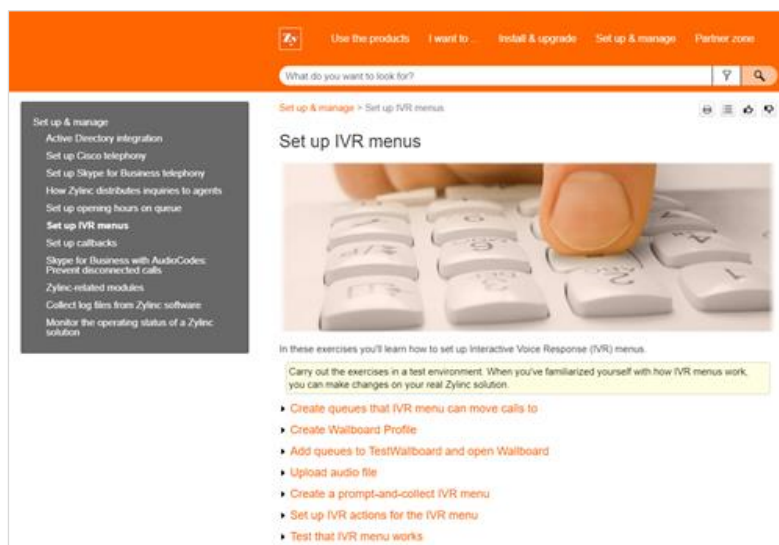 Zy
Use the products
I want to ..
Install & upgrade
Set up & manage
Partner zone
What do you want to look for?
Set up & manage
Active Directory integration
Set up Cisco telephony
Set up Skype for Business telephony
How Zylinc distributes inquiries to agents
Set up opening hours on queue
Set up IVR menus
Set up callbacks
Skype for Business with AudioCodes:
Prevent disconnected calls
Zylinc-related modules
Collect log files from Zylinc software
Monitor the operating status of a Zylinc
solution
Set up & manage > Set up IVR menus
Set up IVR menus
In these exercises you'll learn how to set up Interactive Voice Response (IVR) menus.
Carry out the exercises in a test environment. When you've familiarized yourself with how IVR menus work,
you can make changes on your real Zylinc solution.
Create queues that IVR menu can move calls to
Create Wallboard Profile
Add queues to TestWallboard and open Wallboard
Upload audio file
Create a prompt-and-collect IVR menu
Set up IVR actions for the IVR menu
Test that IVR menu works